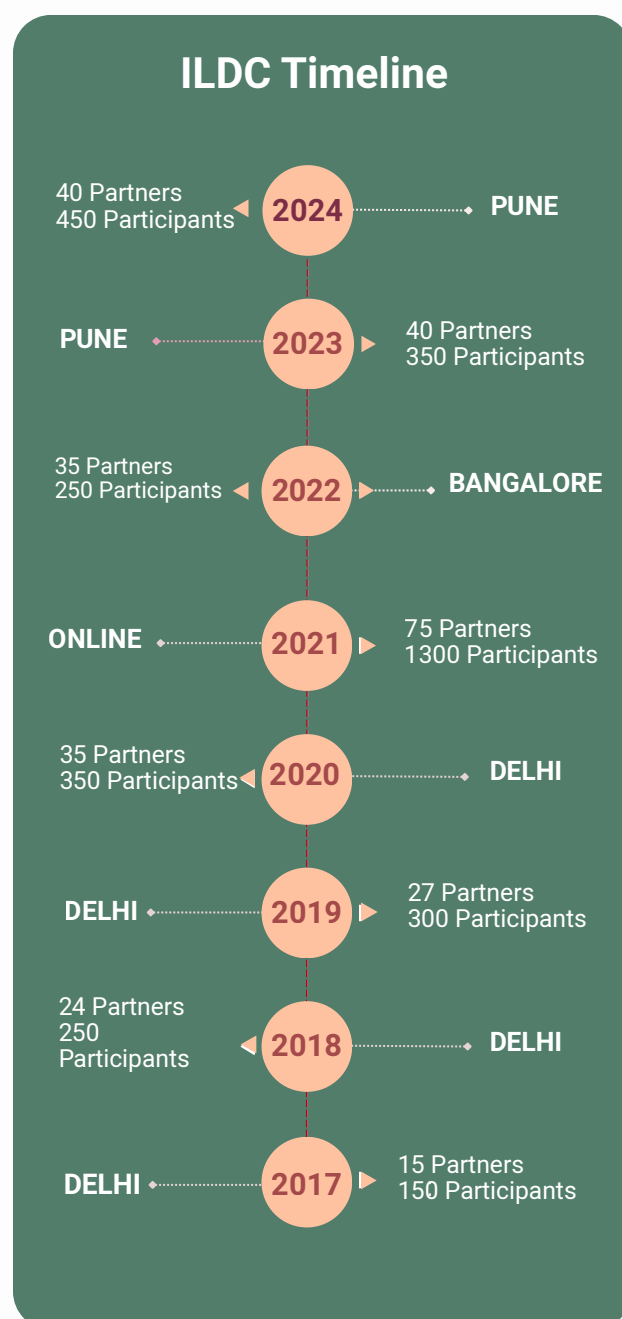 ILDC Timeline
40 Partners
450 Participants
2024
PUNE
PUNE
2023
40 Partners
350 Participants
35 Partners
250 Participants
2022
BANGALORE
ONLINE
2021
75 Partners
1300 Participants
35 Partners
350 Participants
2020
DELHI
DELHI
2019
27 Partners
300 Participants
24 Partners
250
Participants
2018
DELHI
DELHI
2017
15 Partners
150 Participants